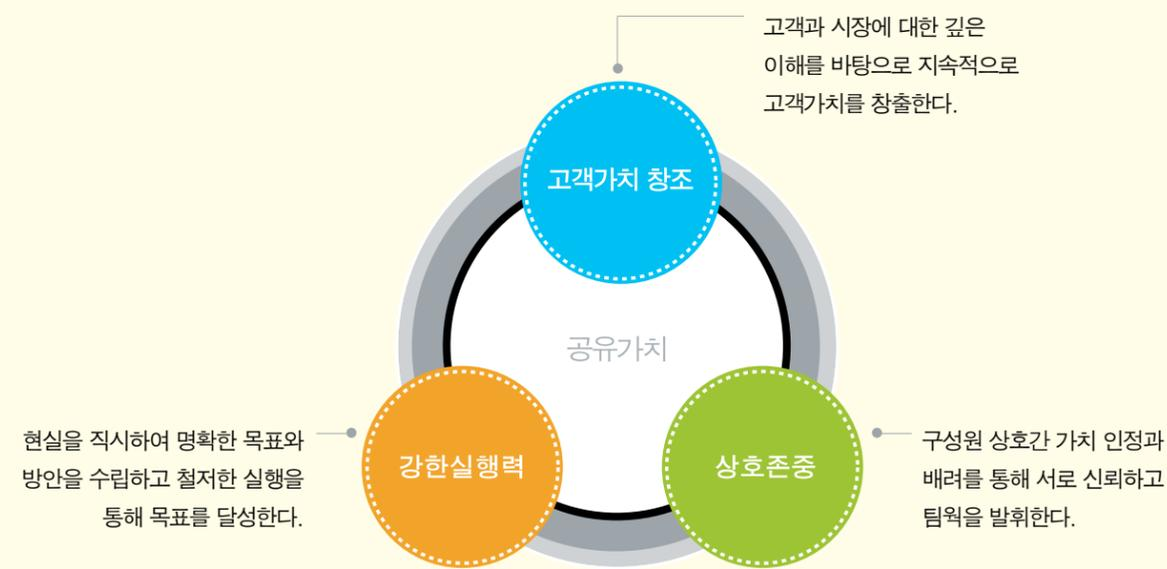 고객과 시장에 대한 깊은
이해를 바탕으로 지속적으로
고객가치를 창출한다.
고객가치 창조
공유가치
현실을 직시하여 명확한 목표와
방안을 수립하고 철저한 실행을
통해 목표를 달성한다.
강한실행력
상호존중
구성원 상호간 가치 인정과
배려를 통해 서로 신뢰하고
팀웍을 발휘한다.